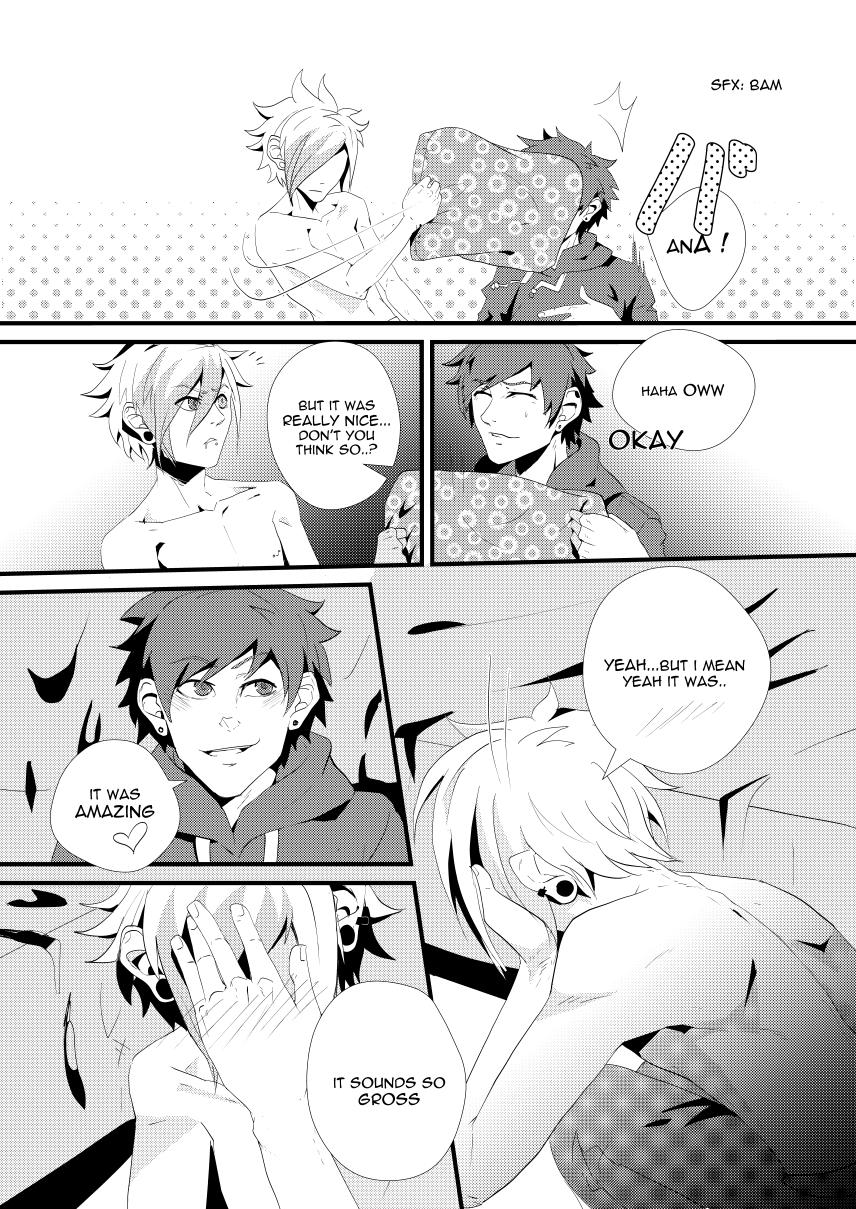 SFX: BAM
バ
ANA !
BUT IT WAS
REALLY NICE...
DON'T YOU
THINK SO..?
HAHA OWW
OKAY
IT WAS
AMAZING
YEAH...BUT I MEAN
YEAH IT WAS..
IT SOUNDS SO
GROSS